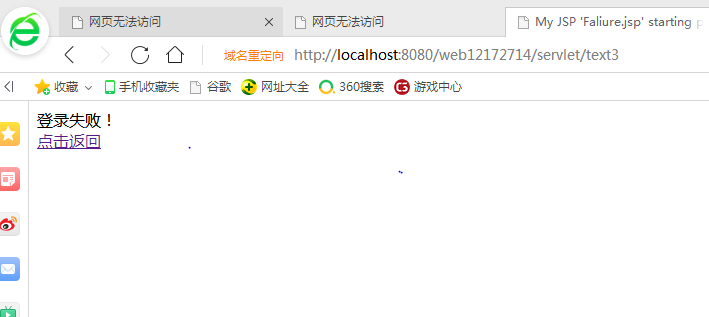 网页无法访问
网页无法访问
My JSP 'Faliure.jsp' starting p
域名重定向 http://localhost:8080/web12172714/servlet/text3
收藏 手机收藏夹 谷歌 网址大全 360搜索 游戏中心
登录失败！
点击返回